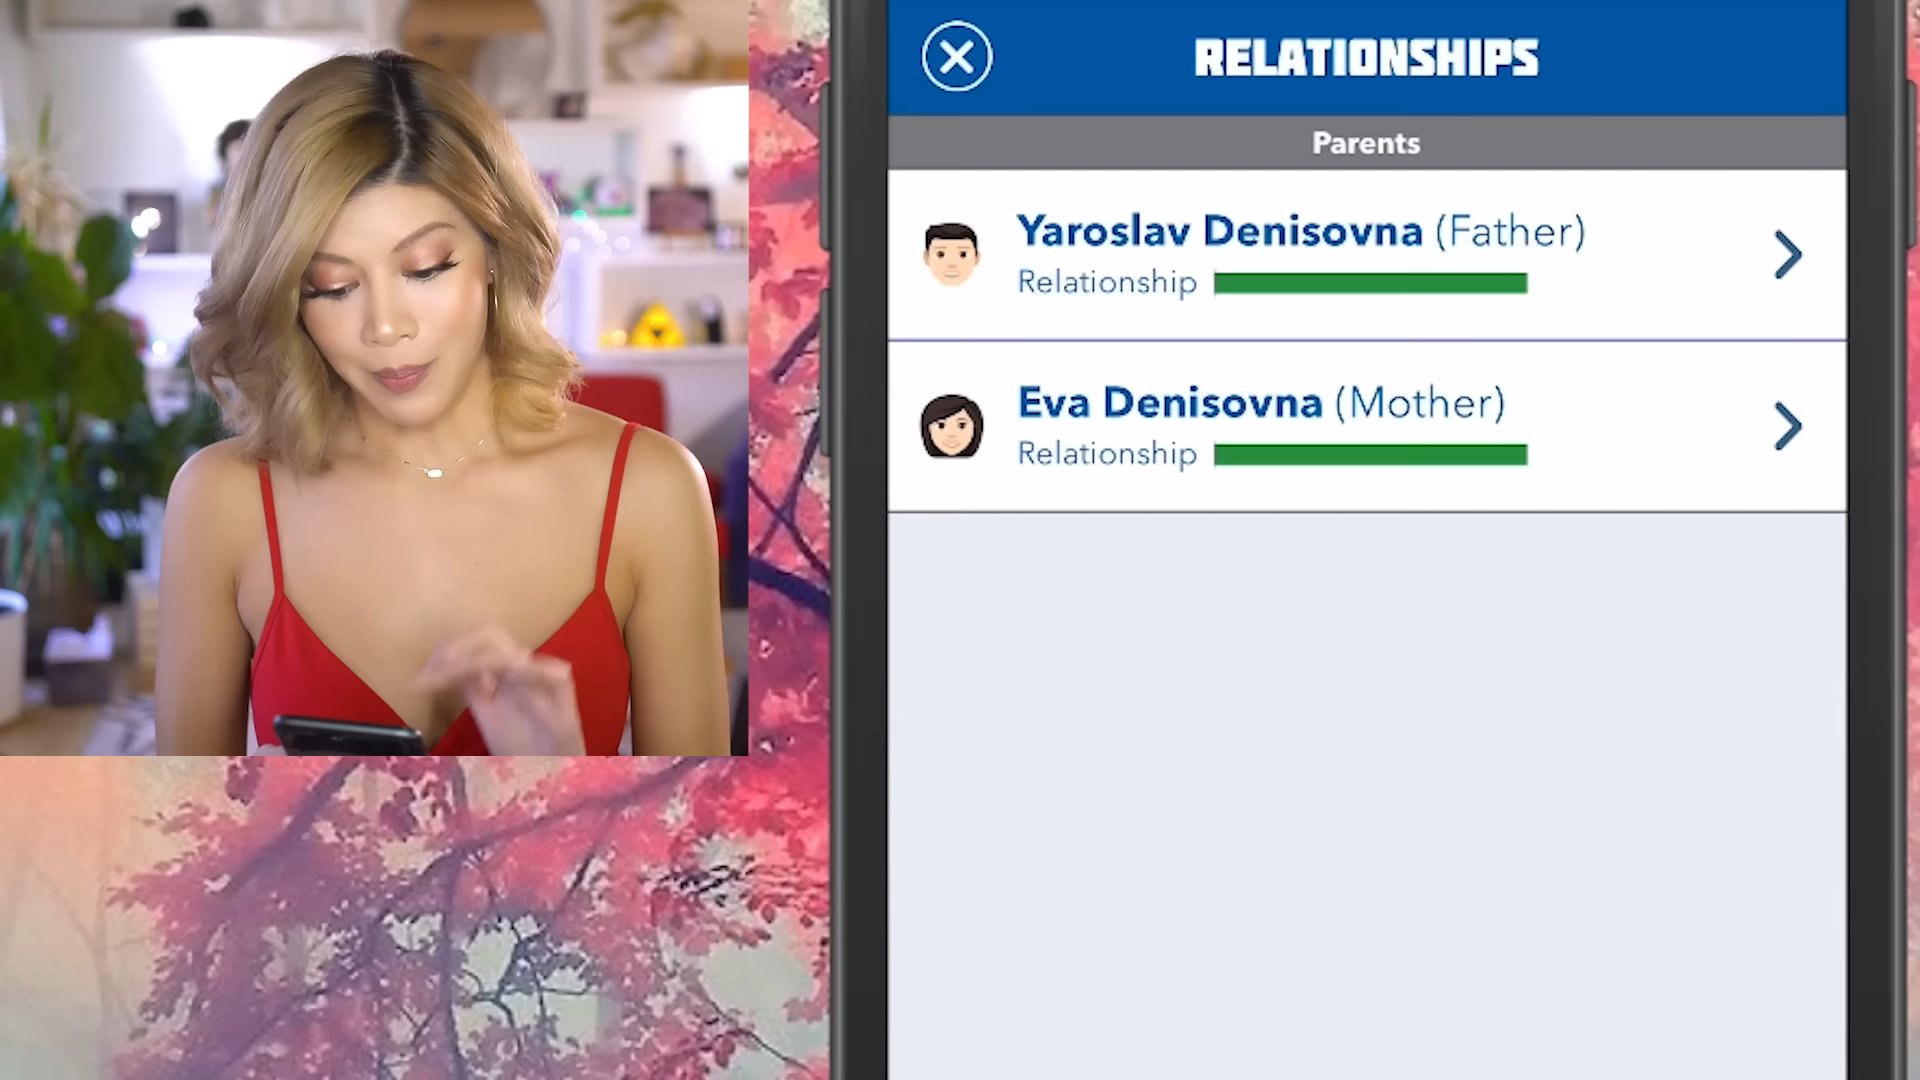 RELATIONSHIPS
Parents
Yaroslav Denisovna (Father)
Relationship
Eva Denisovna (Mother)
Relationship